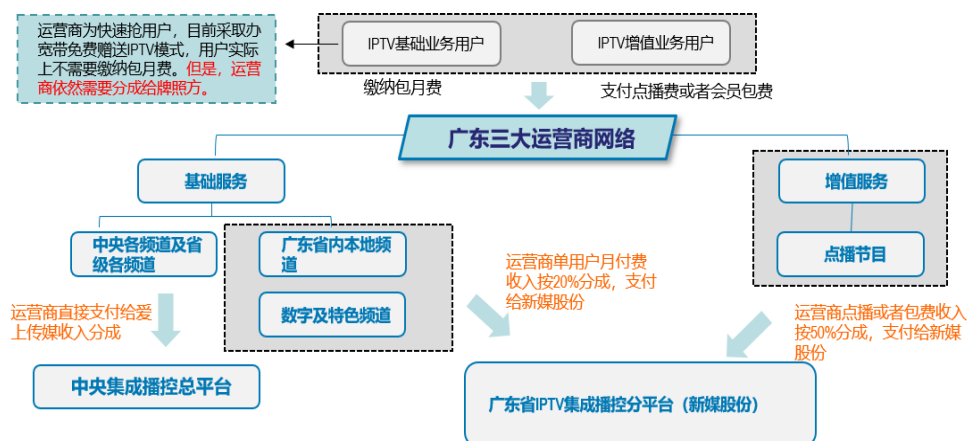 运营商为快速抢用户，目前采取办
宽带免费赠送IPTV模式，用户实际
上不需要缴纳包月费。但是，运营
商依然需要分成给牌照方。
IPTV基础业务用户
IPTV增值业务用户
缴纳包月费
支付点播费或者会员包费
广东三大运营商网络
基础服务
增值服务
中央各频道及省
级各频道
广东省内本地频
道
数字及特色频道
点播节目
运营商单用户月付费
收入按20%分成，支付
给新媒股份
运营商直接支付给爱
上传媒收入分成
运营商点播或者包费收入
按50%分成，支付给新媒
股份
中央集成播控总平台
广东省IPTV集成播控分平台（新媒股份）